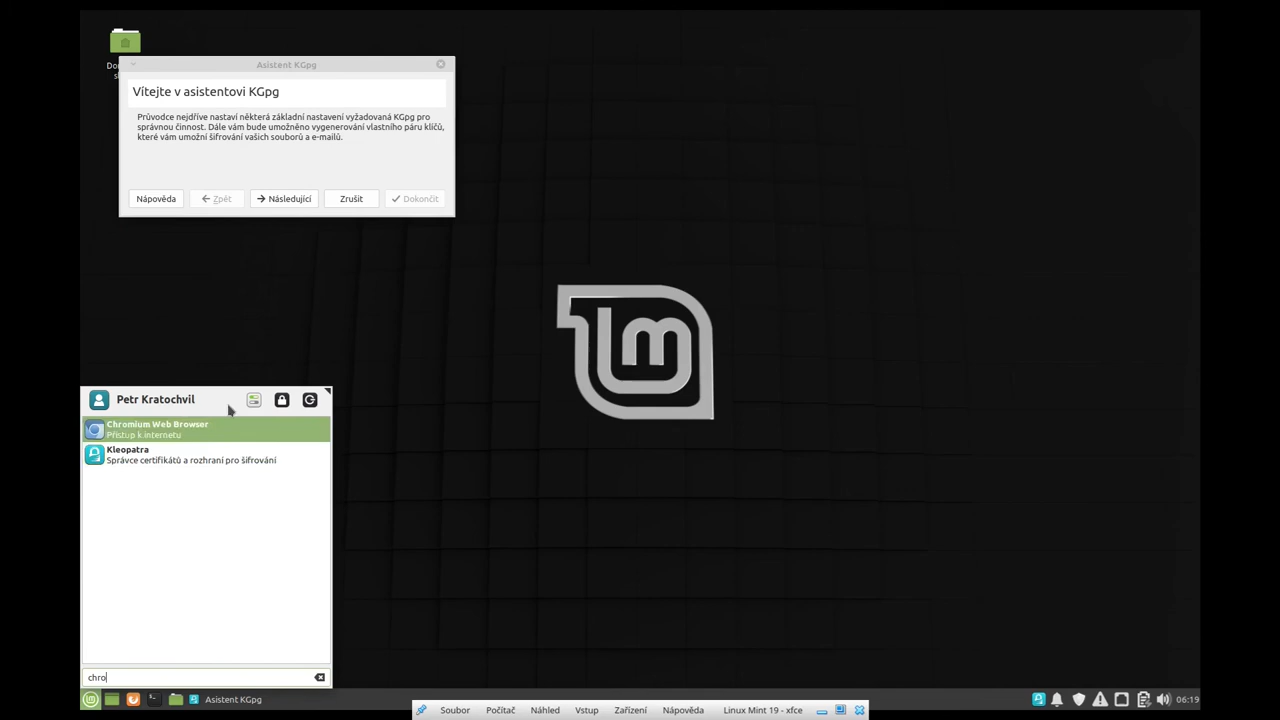 Asistent KGpg
Vítejte v asistentovi KGpg
Průvodce nejdříve nastaví některá základní nastavení vyžadovaná KGpg pro
správnou činnost. Dále vám bude umožněno vygenerování vlastního páru klíčů,
které vám umožní šifrování vašich souborů a e-mailů.
Nápověda
Zpět
Následující
Zrušit
Dokončit
Petr Kratochvil
Chromium Web Browser
Přístup k internetu
Kleopatra
Správce certifikátů a rozhraní pro šifrování
chro
Asistent KGpg
06:19
Soubor
Počítač
Náhled
Vstup
Zařízení
Nápověda
Linux Mint 19 - xfce